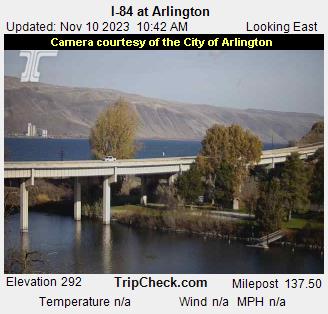 I-84 at Arlington
Updated: Nov 10 2023 10:42 AM Looking East
Camera courtesy of the City of Arlington
Elevation 292 TripCheck.com Milepost 137.50
Temperature n/a Wind n/a MPH n/a